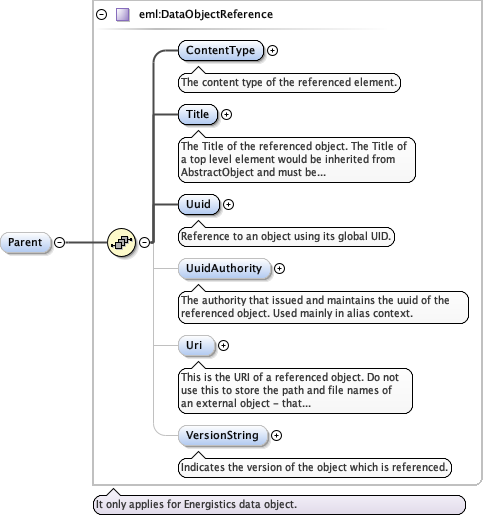 eml:DataObjectReference
ContentType
The content type of the referenced element.
Title
The Title of the referenced object. The Title of
a top level element would be inherited from
AbstractObject and must be...
Uuid
Reference to an object using its global UID.
Parent
UuidAuthority
The authority that issued and maintains the uuid of the
referenced object. Used mainly in alias context.
Uri
This is the URI of a referenced object. Do not
use this to store the path and file names of
an external object – that...
VersionString
Indicates the version of the object which is referenced.
It only applies for Energistics data object.